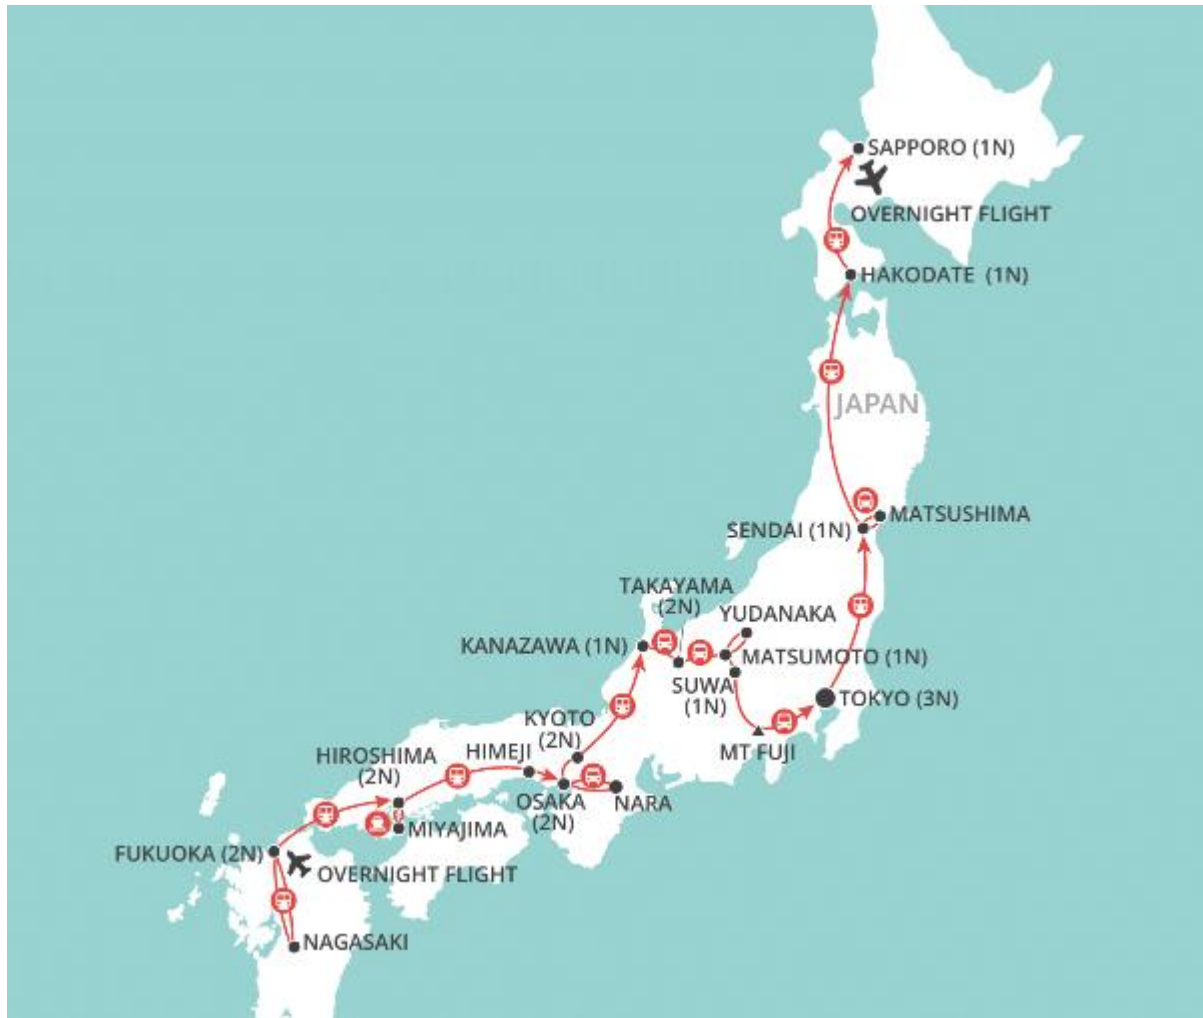 SAPPORO (1N)
OVERNIGHT FLIGHT
HAKODATE (1N)
JAPAN
MATSUSHIMA
SENDAI (1N)
TAKAYAMA
(2N)
YUDANAKA
KANAZAWA (1N)
MATSUMOTO (1N)
SUWA
(1N)
TOKYO (3N)
KYOTO
(2N)
MT FUJI
HIMEJI
HIROSHIMA
(2N)
OSAKA
(2N)
NARA
MIYAJIMA
FUKUOKA (2N)
OVERNIGHT FLIGHT
NAGASAKI